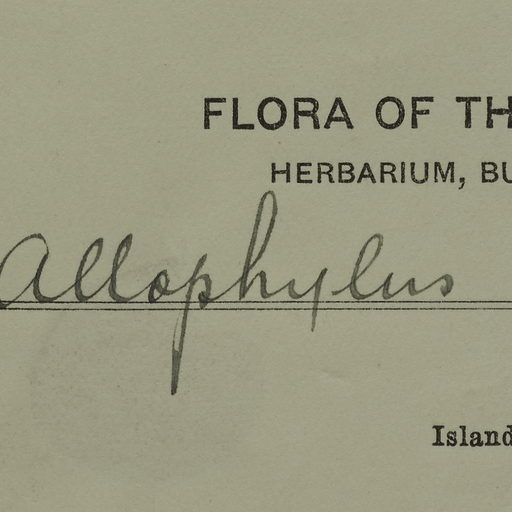 FLORA OF TH
HERBARIUM, BU
Allophylus
Island